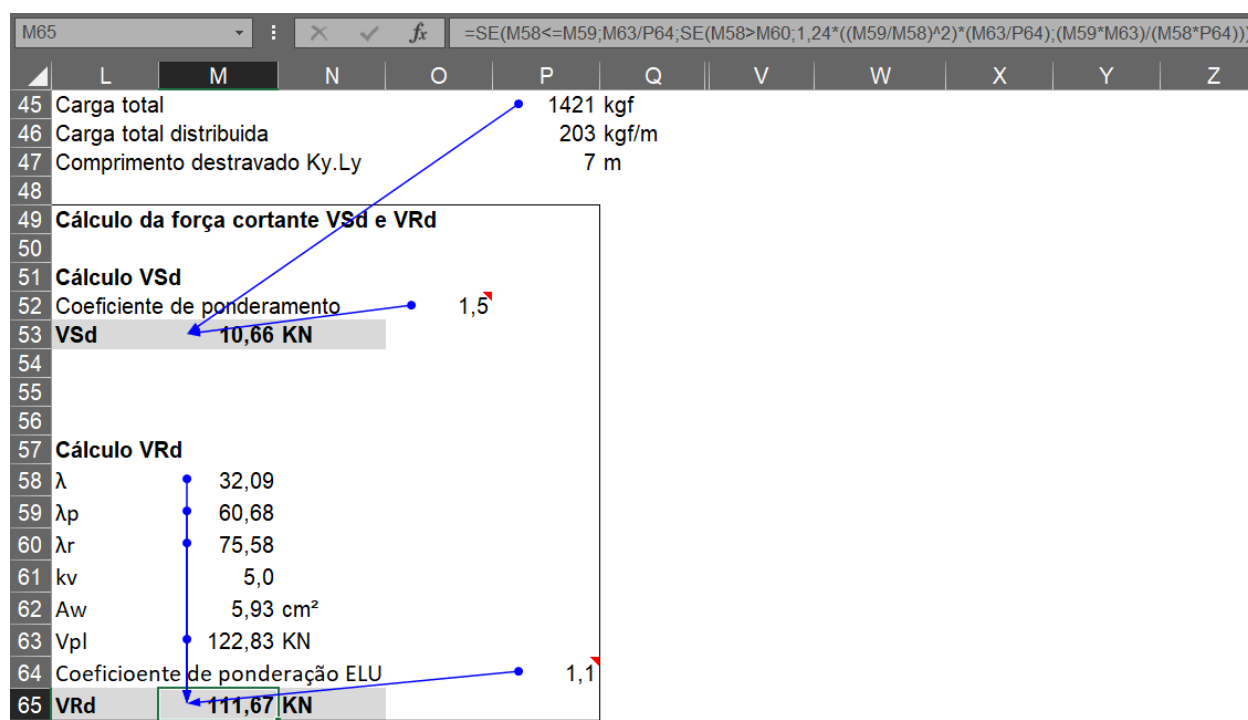 M65 fx =SE(M58<=M59;M63/P64;SE(M58>M60;1,24*((M59/M58)^2)*(M63/P64);(M59*M63)/(M58*P64)))
L M N O P Q V W X Y Z
45 Carga total 1421 kgf
46 Carga total distribuida 203 kgf/m
47 Comprimento destravado Ky.Ly 7 m
48
49 Cálculo da força cortante VSd e VRd
50
51 Cálculo VSd
52 Coeficiente de ponderamento 1,5
53 VSd 10,66 KN
54
55
56
57 Cálculo VRd
58 λ 32,09
59 λp 60,68
60 λr 75,58
61 kv 5,0
62 Aw 5,93 cm²
63 Vpl 122,83 KN
64 Coeficioente de ponderação ELU 1,1
65 VRd 111,67 KN